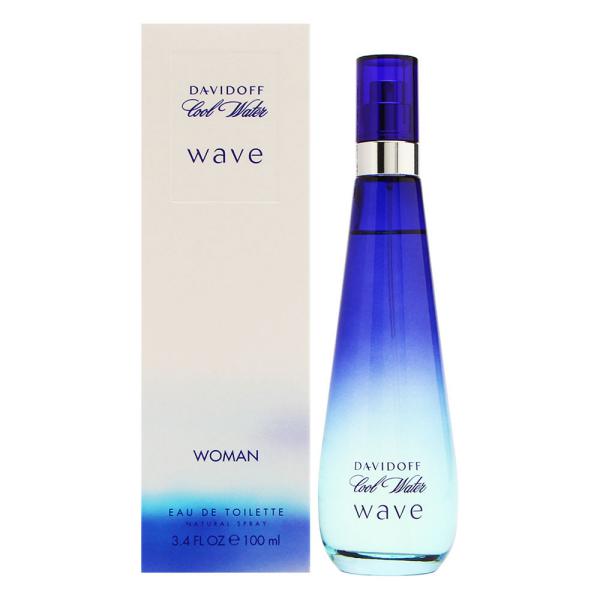 DAVIDOFF
Cool Water
wave
WOMAN
EAU DE TOILETTE
NATURAL SPRAY
3.4 FL OZ ℮ 100 ml
DAVIDOFF
Cool Water
wave